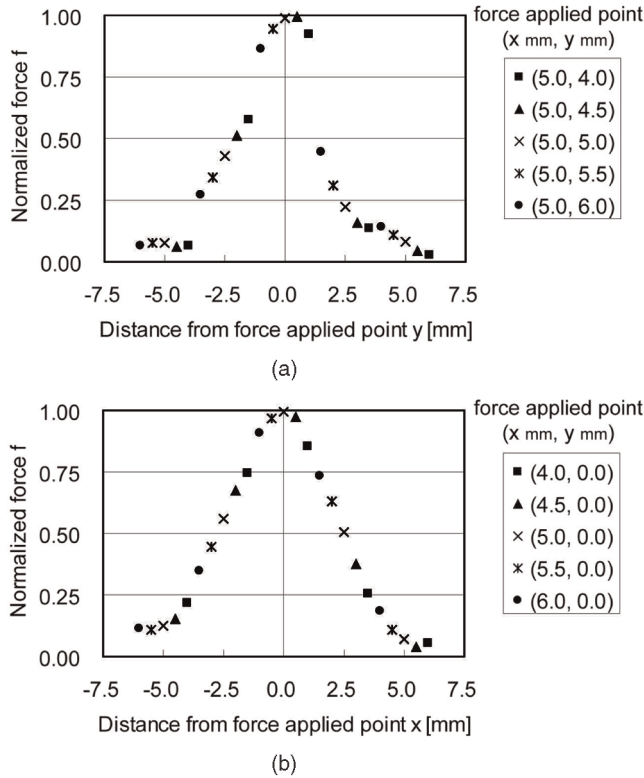 force applied point
(x mm, y mm)
1.00
0.75
0.50
0.25
0.00
Normalized force f
-7.5 -5.0 -2.5 0.0 2.5 5.0 7.5
Distance from force applied point y [mm]
(5.0, 4.0)
(5.0, 4.5)
(5.0, 5.0)
(5.0, 5.5)
(5.0, 6.0)
(a)
force applied point
(x mm, y mm)
1.00
0.75
0.50
0.25
0.00
Normalized force f
-7.5 -5.0 -2.5 0.0 2.5 5.0 7.5
Distance from force applied point x [mm]
(4.0, 0.0)
(4.5, 0.0)
(5.0, 0.0)
(5.5, 0.0)
(6.0, 0.0)
(b)